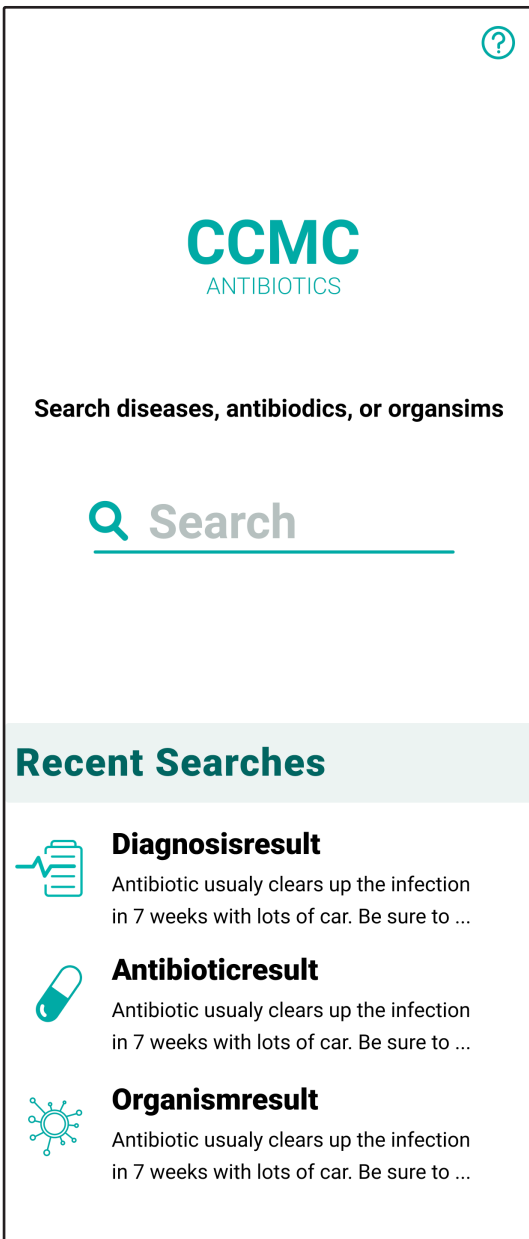 ?
CCMC
ANTIBIOTICS
Search diseases, antibiodics, or organsims
Search
Recent Searches
Diagnosisresult
Antibiotic usualy clears up the infection
in 7 weeks with lots of car. Be sure to ...
Antibioticresult
Antibiotic usualy clears up the infection
in 7 weeks with lots of car. Be sure to ...
Organismresult
Antibiotic usualy clears up the infection
in 7 weeks with lots of car. Be sure to ...